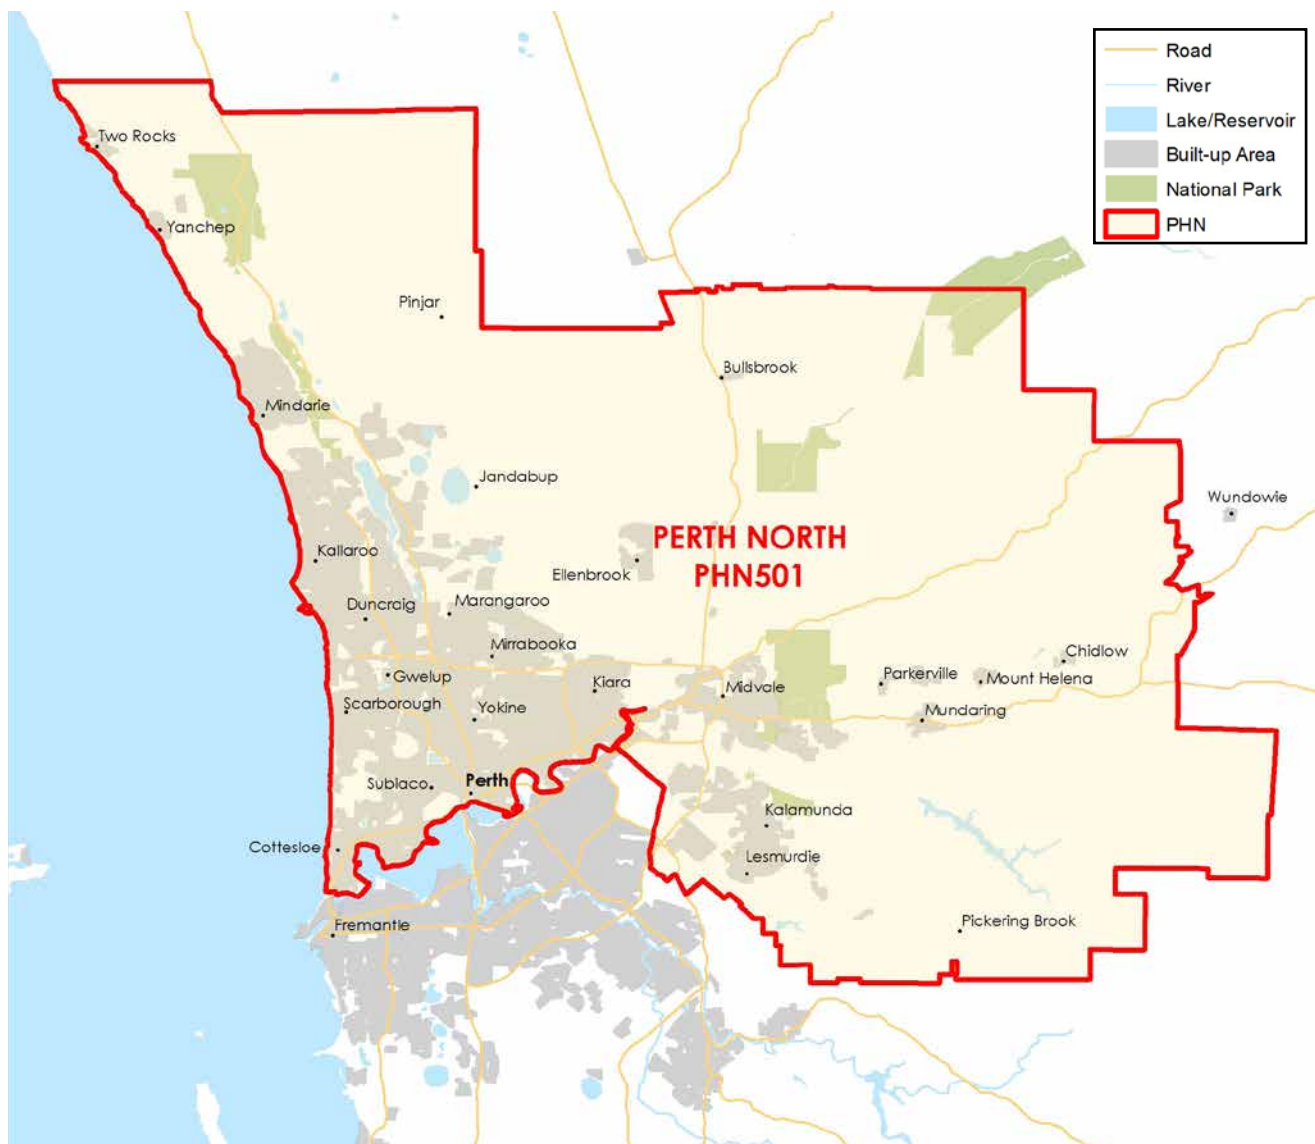 Road
River
Lake/Reservoir
Built-up Area
National Park
PHN
Two Rocks
Yanchep
Pinjar
Bullsbrook
Mindarie
Jandabup
Wundowie
PERTH NORTH
PHN501
Kallaroo
Ellenbrook
Duncraig
Marangaroo
Mirrabooka
Chidlow
Gwelup
Kiara
Midvale
Parkerville
Mount Helena
Scarborough
Yokine
Mundaring
Subiaco
Perth
Kalamunda
Cottesloe
Lesmurdie
Fremantle
Pickering Brook